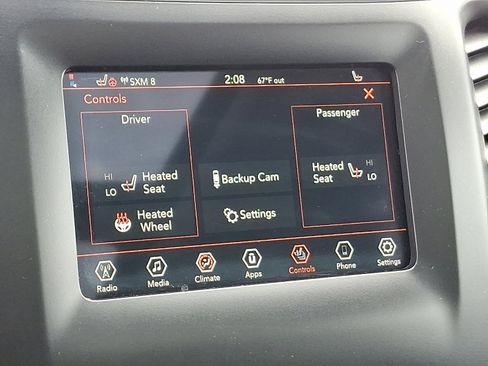 SXM 8 2:08 67°F out
Controls
Driver
HI
LO
Heated
Seat
Heated
Wheel
Backup Cam
Settings
Passenger
Heated
Seat
HI
LO
Radio Media Climate Apps Controls Phone Settings